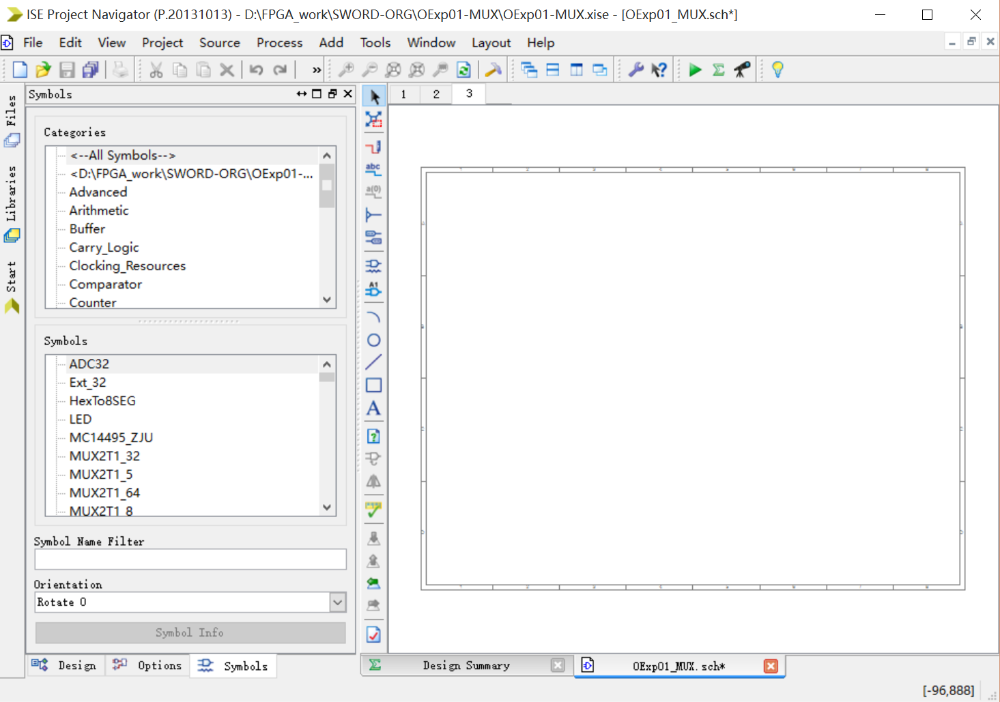 ISE Project Navigator (P.20131013) - D:\FPGA_work\SWORD-ORG\OExp01-MUX\OExp01-MUX.xise - [OExp01_MUX.sch*]
File Edit View Project Source Process Add Tools Window Layout Help
Symbols
1 2 3
Files
Libraries
Start
Categories
<--All Symbols-->
<D:\FPGA_work\SWORD-ORG\OExp01-...
Advanced
Arithmetic
Buffer
Carry_Logic
Clocking_Resources
Comparator
Counter
Symbols
ADC32
Ext_32
HexTo8SEG
LED
MC14495_ZJU
MUX2T1_32
MUX2T1_5
MUX2T1_64
MUX2T1_8
Symbol Name Filter
Orientation
Rotate 0
Symbol Info
abc
a(0)
A1
A
Design Options Symbols
Design Summary
OExp01_MUX.sch*
[-96,888]